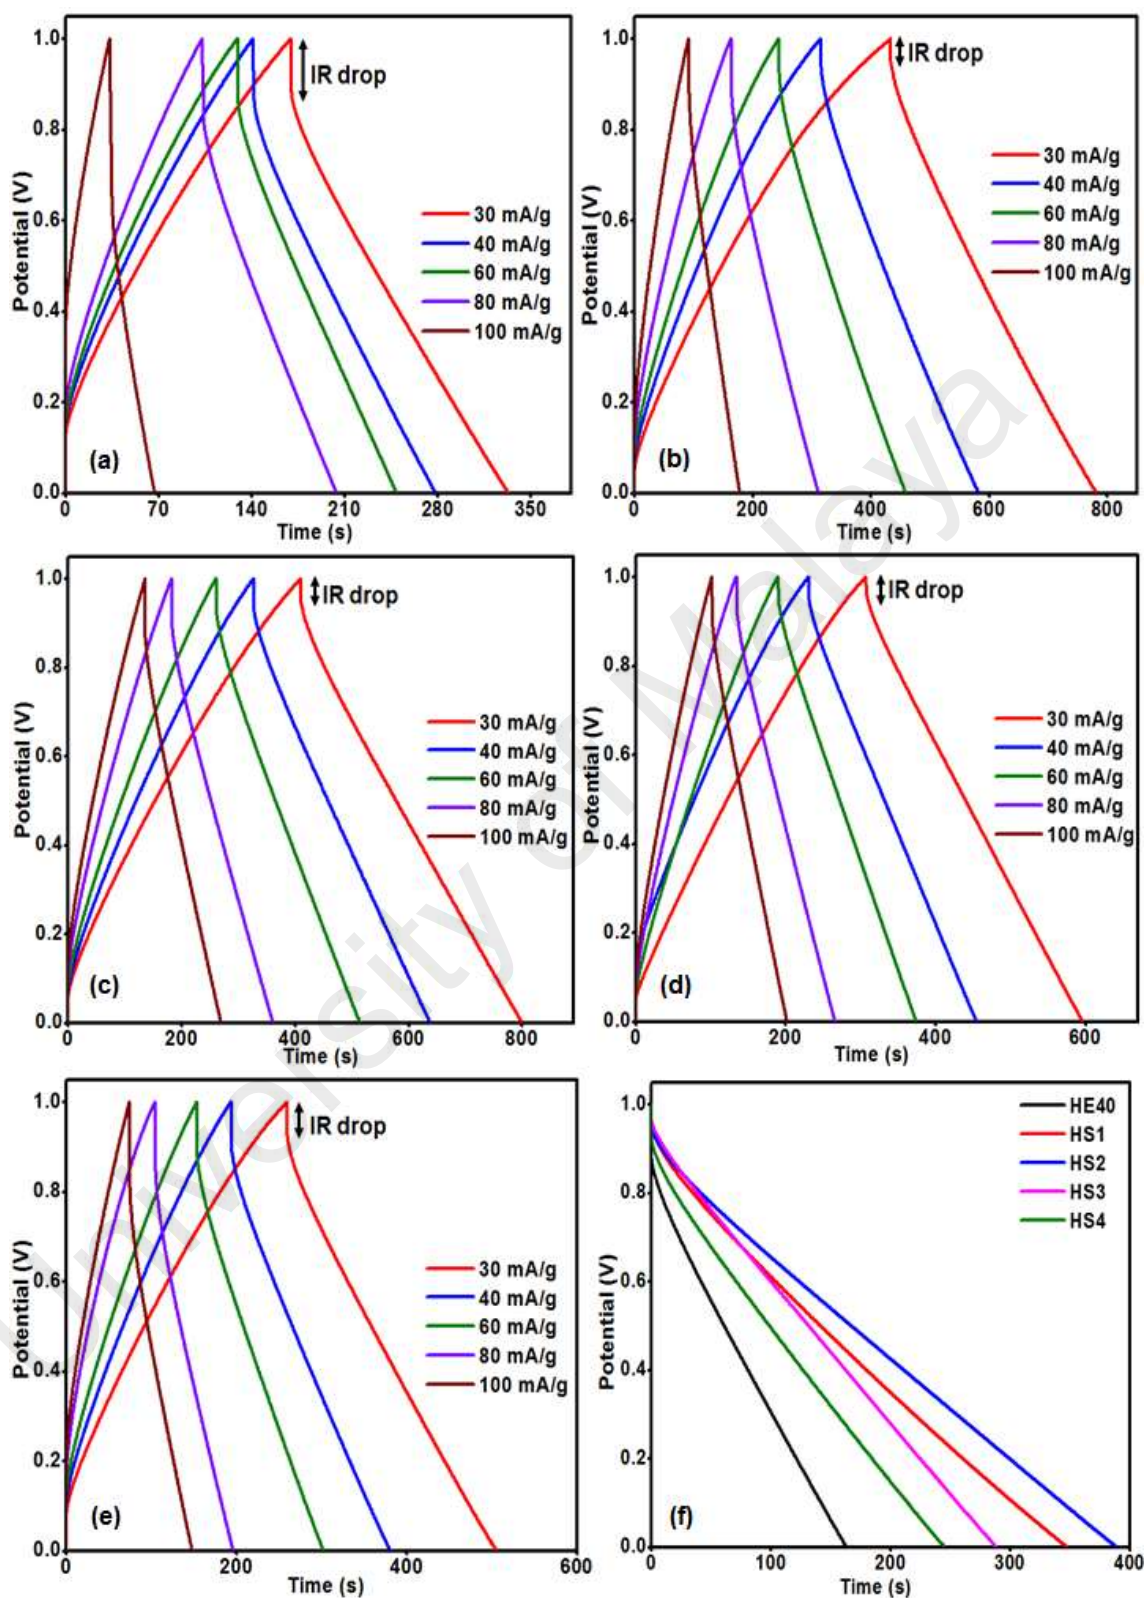 1.0
0.8
0.6
0.4
0.2
0.0
Potential (V)
IR drop
30 mA/g
40 mA/g
60 mA/g
80 mA/g
100 mA/g
(a)
0 70 140 210 280 350
Time (s)
1.0
0.8
0.6
0.4
0.2
0.0
Potential (V)
IR drop
30 mA/g
40 mA/g
60 mA/g
80 mA/g
100 mA/g
(b)
0 200 400 600 800
Time (s)
1.0
0.8
0.6
0.4
0.2
0.0
Potential (V)
IR drop
30 mA/g
40 mA/g
60 mA/g
80 mA/g
100 mA/g
(c)
0 200 400 600 800
Time (s)
1.0
0.8
0.6
0.4
0.2
0.0
Potential (V)
IR drop
30 mA/g
40 mA/g
60 mA/g
80 mA/g
100 mA/g
(d)
0 200 400 600
Time (s)
1.0
0.8
0.6
0.4
0.2
0.0
Potential (V)
IR drop
30 mA/g
40 mA/g
60 mA/g
80 mA/g
100 mA/g
(e)
0 200 400 600
Time (s)
1.0
0.8
0.6
0.4
0.2
0.0
Potential (V)
HE40
HS1
HS2
HS3
HS4
(f)
0 100 200 300 400
Time (s)
University of Malaya